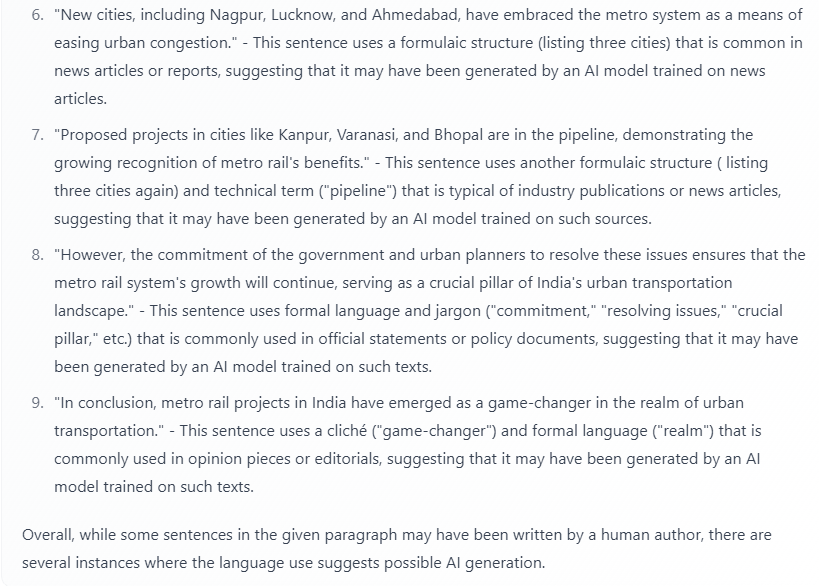 6. "New cities, including Nagpur, Lucknow, and Ahmedabad, have embraced the metro system as a means of
easing urban congestion." - This sentence uses a formulaic structure (listing three cities) that is common in
news articles or reports, suggesting that it may have been generated by an AI model trained on news
articles.
7. "Proposed projects in cities like Kanpur, Varanasi, and Bhopal are in the pipeline, demonstrating the
growing recognition of metro rail's benefits." - This sentence uses another formulaic structure ( listing
three cities again) and technical term ("pipeline") that is typical of industry publications or news articles,
suggesting that it may have been generated by an AI model trained on such sources.
8. "However, the commitment of the government and urban planners to resolve these issues ensures that the
metro rail system's growth will continue, serving as a crucial pillar of India's urban transportation
landscape." - This sentence uses formal language and jargon ("commitment," "resolving issues," "crucial
pillar," etc.) that is commonly used in official statements or policy documents, suggesting that it may have
been generated by an AI model trained on such texts.
9. "In conclusion, metro rail projects in India have emerged as a game-changer in the realm of urban
transportation." - This sentence uses a cliché ("game-changer") and formal language ("realm") that is
commonly used in opinion pieces or editorials, suggesting that it may have been generated by an AI
model trained on such texts.
Overall, while some sentences in the given paragraph may have been written by a human author, there are
several instances where the language use suggests possible AI generation.